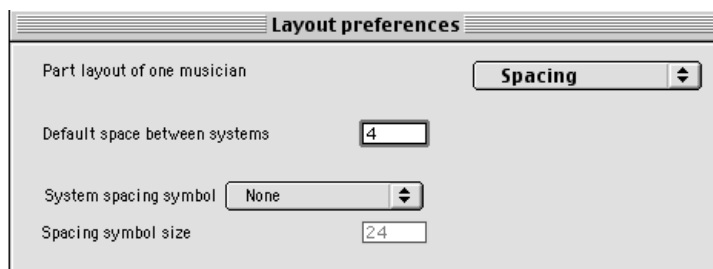 Layout preferences
Part layout of one musician Spacing
Default space between systems 4
System spacing symbol None
Spacing symbol size 24